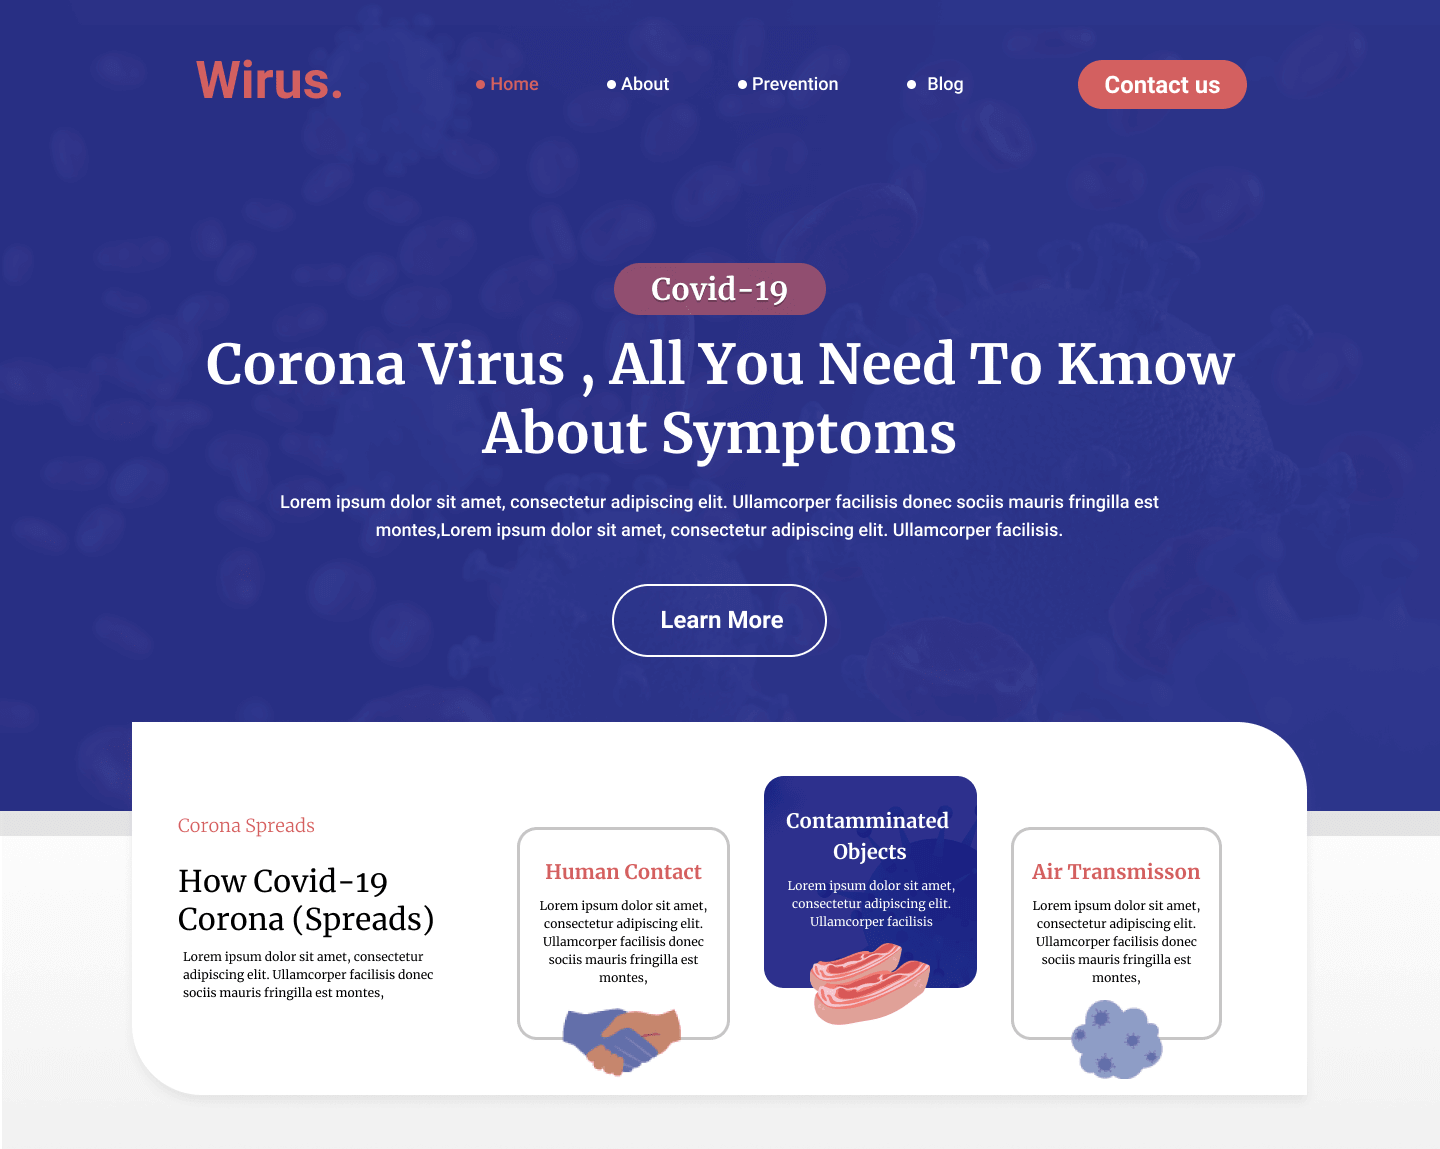 Wirus.
Home
About
Prevention
Blog
Contact us
Covid-19
Corona Virus , All You Need To Kmow
About Symptoms
Lorem ipsum dolor sit amet, consectetur adipiscing elit. Ullamcorper facilisis donec sociis mauris fringilla est
montes,Lorem ipsum dolor sit amet, consectetur adipiscing elit. Ullamcorper facilisis.
Learn More
Corona Spreads
How Covid-19
Corona (Spreads)
Lorem ipsum dolor sit amet, consectetur
adipiscing elit. Ullamcorper facilisis donec
sociis mauris fringilla est montes,
Human Contact
Lorem ipsum dolor sit amet,
consectetur adipiscing elit.
Ullamcorper facilisis donec
sociis mauris fringilla est
montes,
Contamminated
Objects
Lorem ipsum dolor sit amet,
consectetur adipiscing elit.
Ullamcorper facilisis
Air Transmisson
Lorem ipsum dolor sit amet,
consectetur adipiscing elit.
Ullamcorper facilisis donec
sociis mauris fringilla est
montes,